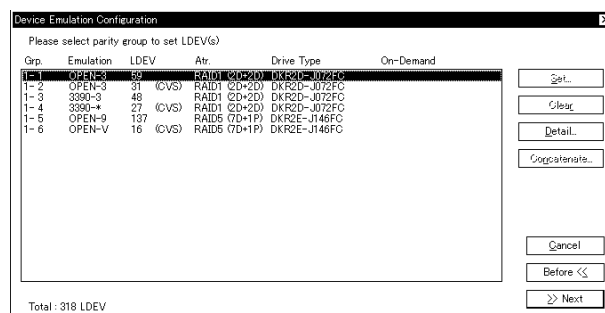 Device Emulation Configuration
Please select parity group to set LDEV(s)
Grp. Emulation LDEV Atr. Drive Type On-Demand
1- 1 OPEN-3 59 RAID1 (2D+2D) DKR2D-J072FC
1- 2 OPEN-3 31 (CVS) RAID1 (2D+2D) DKR2D-J072FC
1- 3 3390-3 48 RAID1 (2D+2D) DKR2D-J072FC
1- 4 3390-* 27 (CVS) RAID1 (2D+2D) DKR2D-J072FC
1- 5 OPEN-9 137 RAID5 (7D+1P) DKR2E-J146FC
1- 6 OPEN-V 16 (CVS) RAID5 (7D+1P) DKR2E-J146FC
Set...
Clear
Detail...
Concatenate...
Cancel
Before <<
>> Next
Total : 318 LDEV